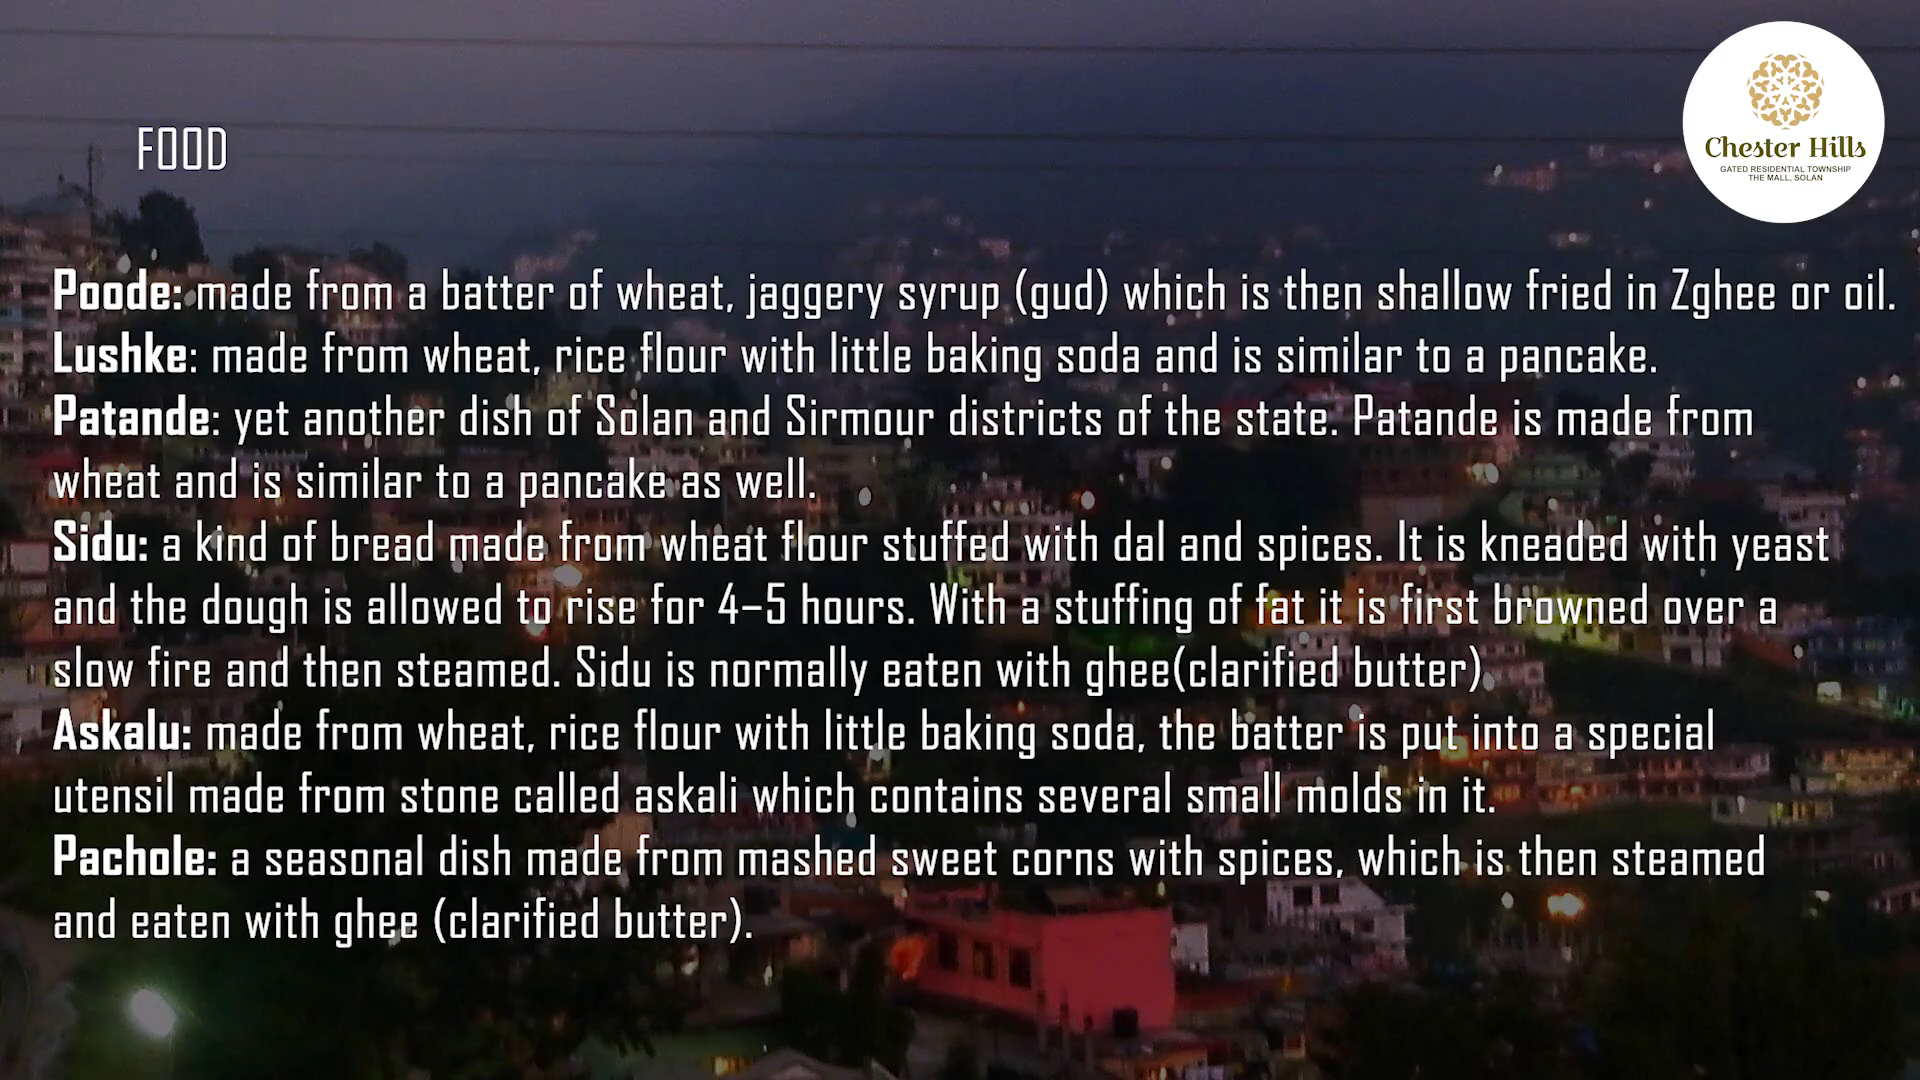 Chester Hills
GATED RESIDENTIAL TOWNSHIP
THE MALL, SOLAN
FOOD
Poode: made from a batter of wheat, jaggery syrup (gud) which is then shallow fried in Zghee or oil.
Lushke: made from wheat, rice flour with little baking soda and is similar to a pancake.
Patande: yet another dish of Solan and Sirmour districts of the state. Patande is made from
wheat and is similar to a pancake as well.
Sidu: a kind of bread made from wheat flour stuffed with dal and spices. It is kneaded with yeast
and the dough is allowed to rise for 4–5 hours. With a stuffing of fat it is first browned over a
slow fire and then steamed. Sidu is normally eaten with ghee(clarified butter).
Askalu: made from wheat, rice flour with little baking soda, the batter is put into a special
utensil made from stone called askali which contains several small molds in it.
Pachole: a seasonal dish made from mashed sweet corns with spices, which is then steamed
and eaten with ghee (clarified butter).